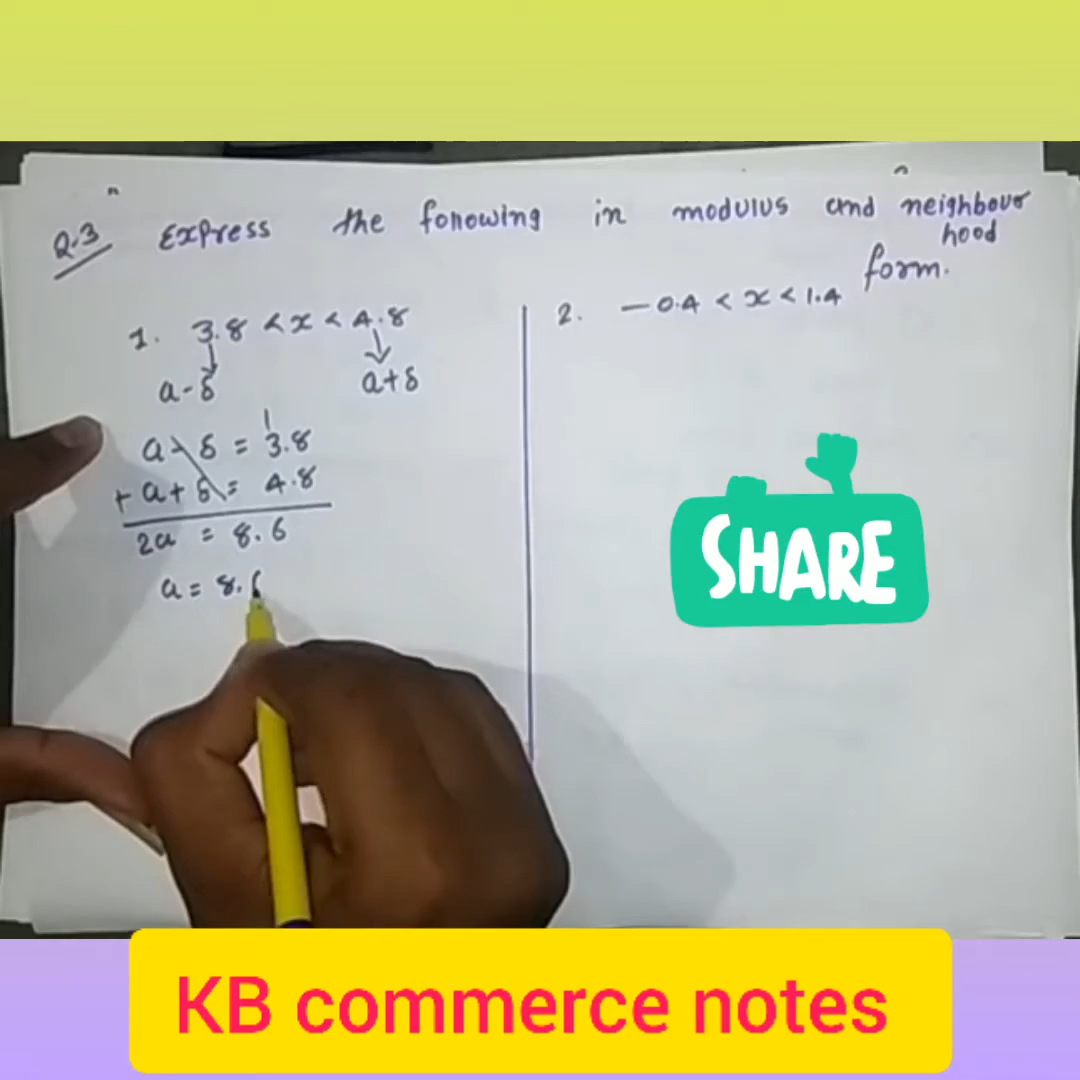 Q.3 Express the following in modulus and neighbour
hood
form.
1. 3.8 < x < 4.8
a - δ a + δ
1
a - δ = 3.8
+ a + δ = 4.8
2a = 8.6
a = 8.6
2. - 0.4 < x < 1.4
SHARE
KB commerce notes